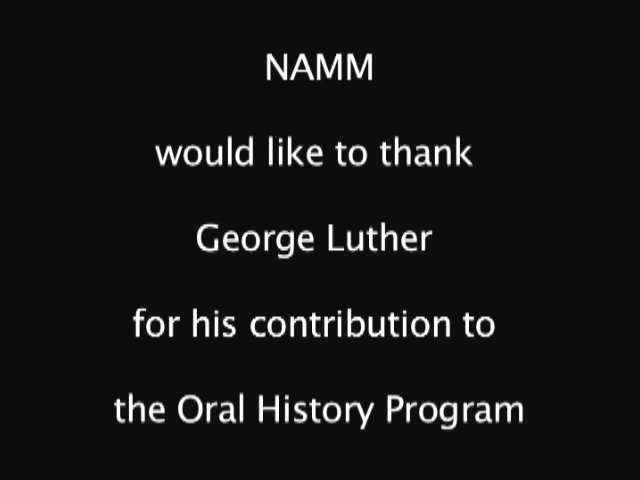 NAMM
would like to thank
George Luther
for his contribution to
the Oral History Program